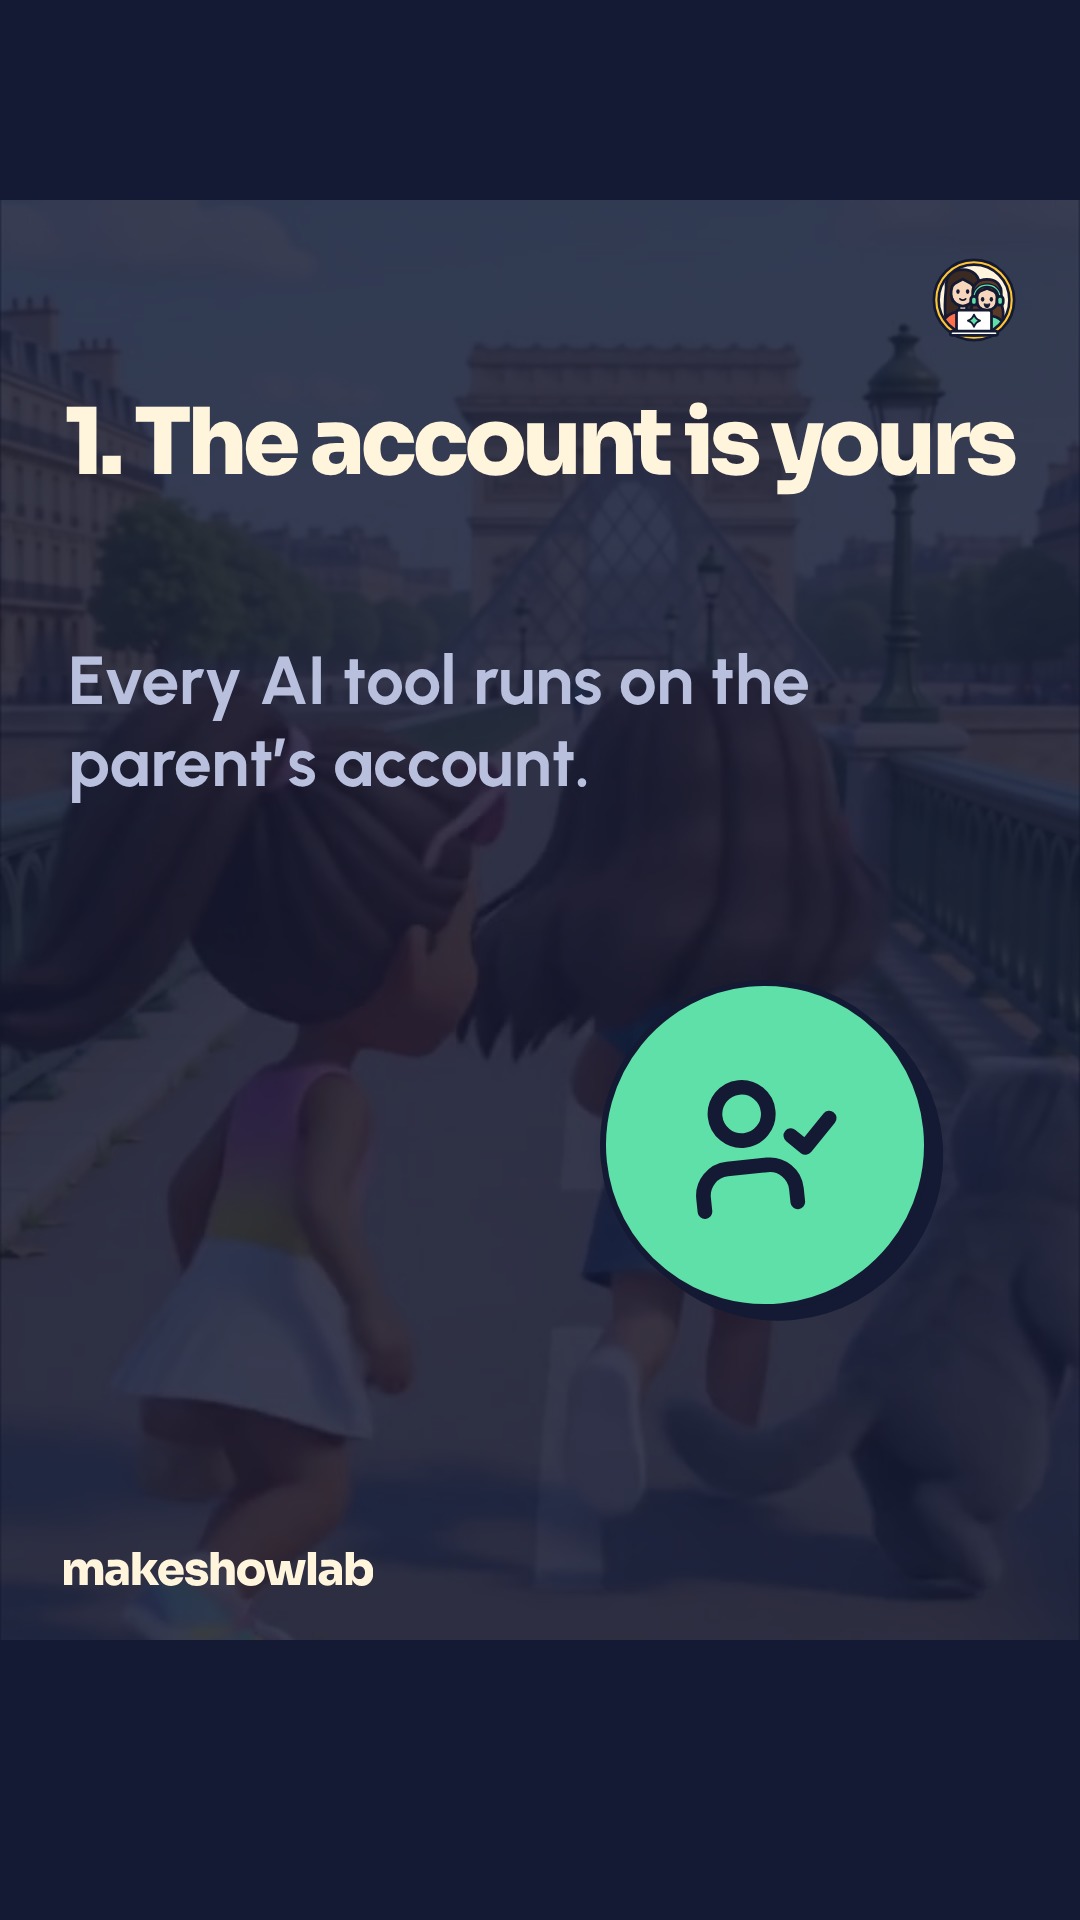 1. The account is yours
Every AI tool runs on the
parent’s account.
makeshowlab